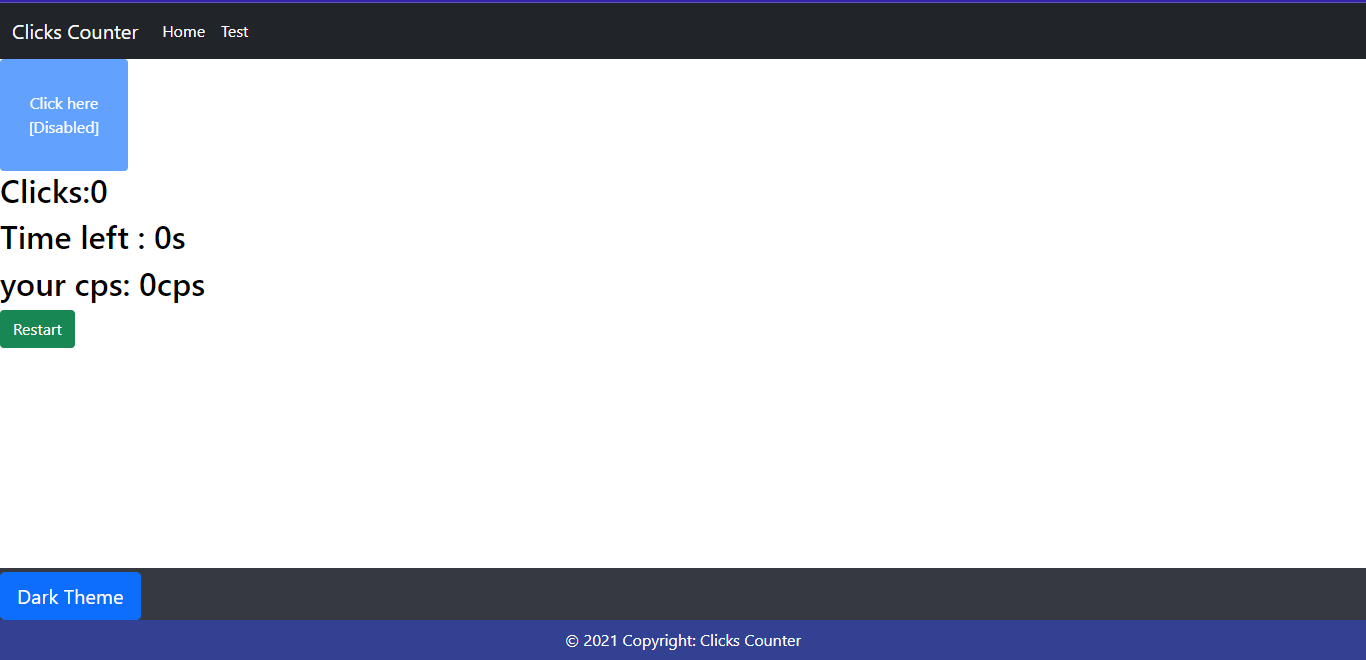 Clicks Counter Home Test
Click here
[Disabled]
Clicks:0
Time left : 0s
your cps: 0cps
Restart
Dark Theme
© 2021 Copyright: Clicks Counter